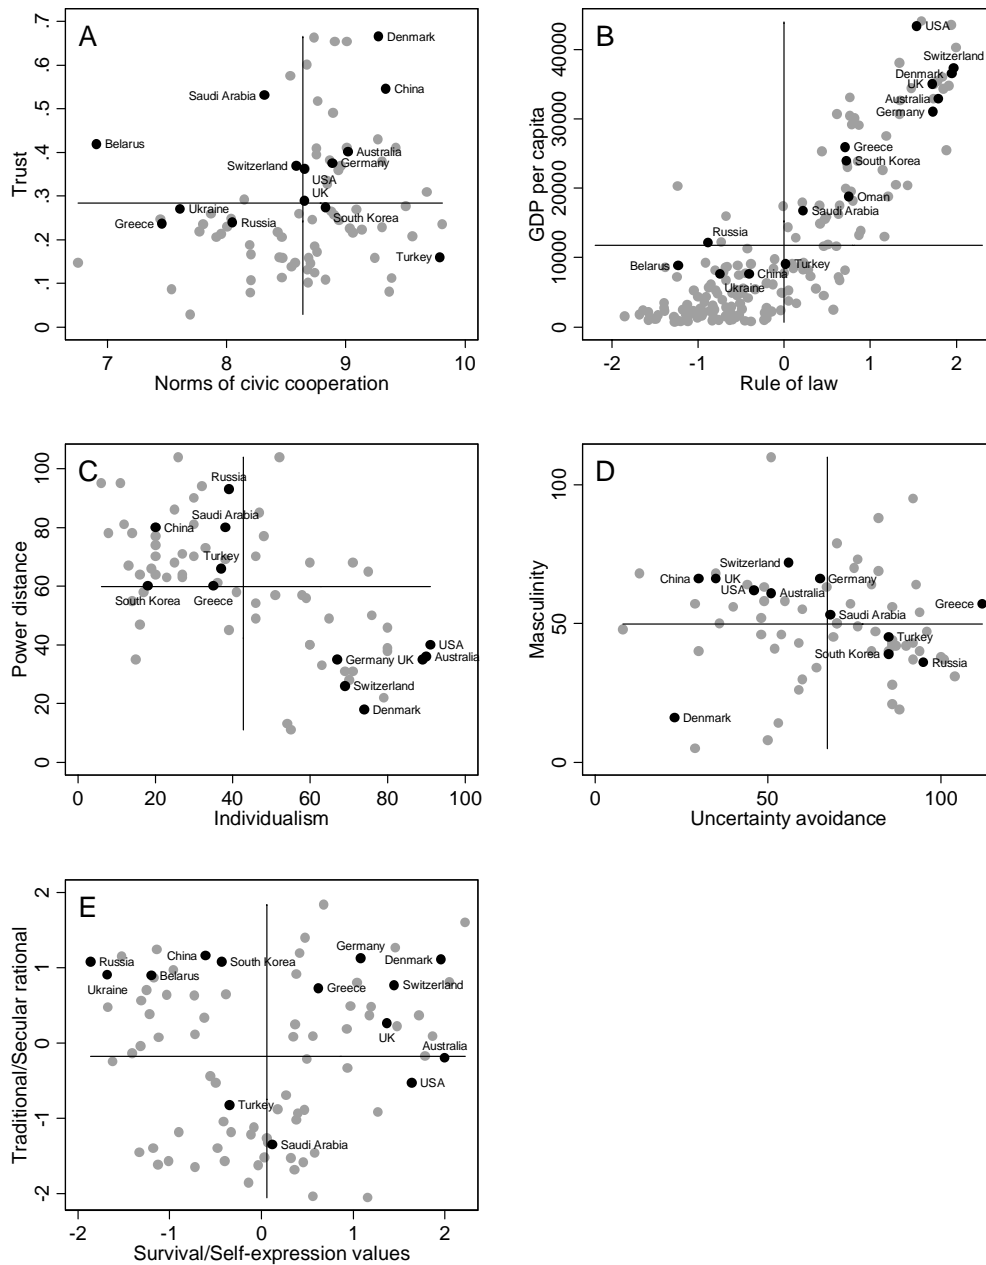 A
.7
.6
.5
.4
.3
.2
.1
0
Trust
Denmark
China
Saudi Arabia
Belarus
Australia
Switzerland
Germany
USA
UK
Ukraine
South Korea
Greece
Russia
Turkey
7 8 9 10
Norms of civic cooperation
B
40000
30000
20000
10000
0
GDP per capita
USA
Switzerland
Denmark
UK
Australia
Germany
Greece
South Korea
Oman
Saudi Arabia
Russia
Belarus
Turkey
China
Ukraine
-2 -1 0 1 2
Rule of law
C
100
80
60
40
20
0
Power distance
Russia
Saudi Arabia
China
Turkey
South Korea
Greece
USA
Germany UK
Australia
Switzerland
Denmark
0 20 40 60 80 100
Individualism
D
100
50
0
Masculinity
Switzerland
China
UK
Germany
USA
Australia
Greece
Saudi Arabia
Turkey
South Korea
Russia
Denmark
0 50 100
Uncertainty avoidance
E
2
1
0
-1
-2
Traditional/Secular rational
Germany
China
Russia
South Korea
Denmark
Belarus
Ukraine
Greece
Switzerland
UK
Australia
USA
Turkey
Saudi Arabia
-2 -1 0 1 2
Survival/Self-expression values